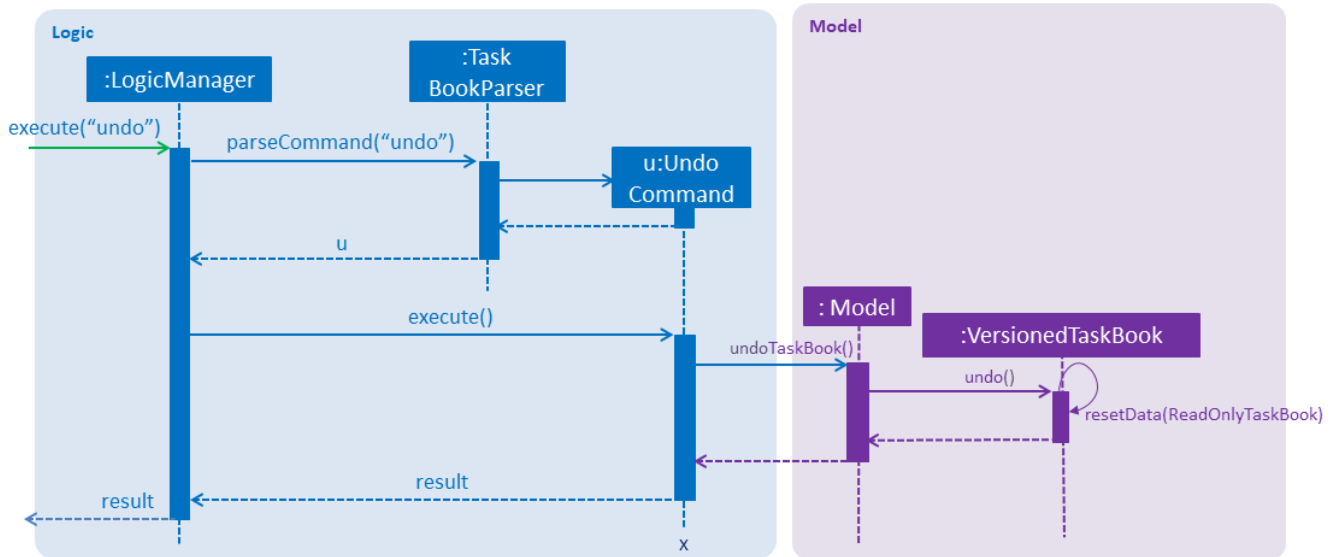 Logic
Model
:LogicManager
:Task
BookParser
execute(“undo”)
parseCommand(“undo”)
u:Undo
Command
u
execute()
: Model
:VersionedTaskBook
undoTaskBook()
undo()
resetData(ReadOnlyTaskBook)
result
result
x